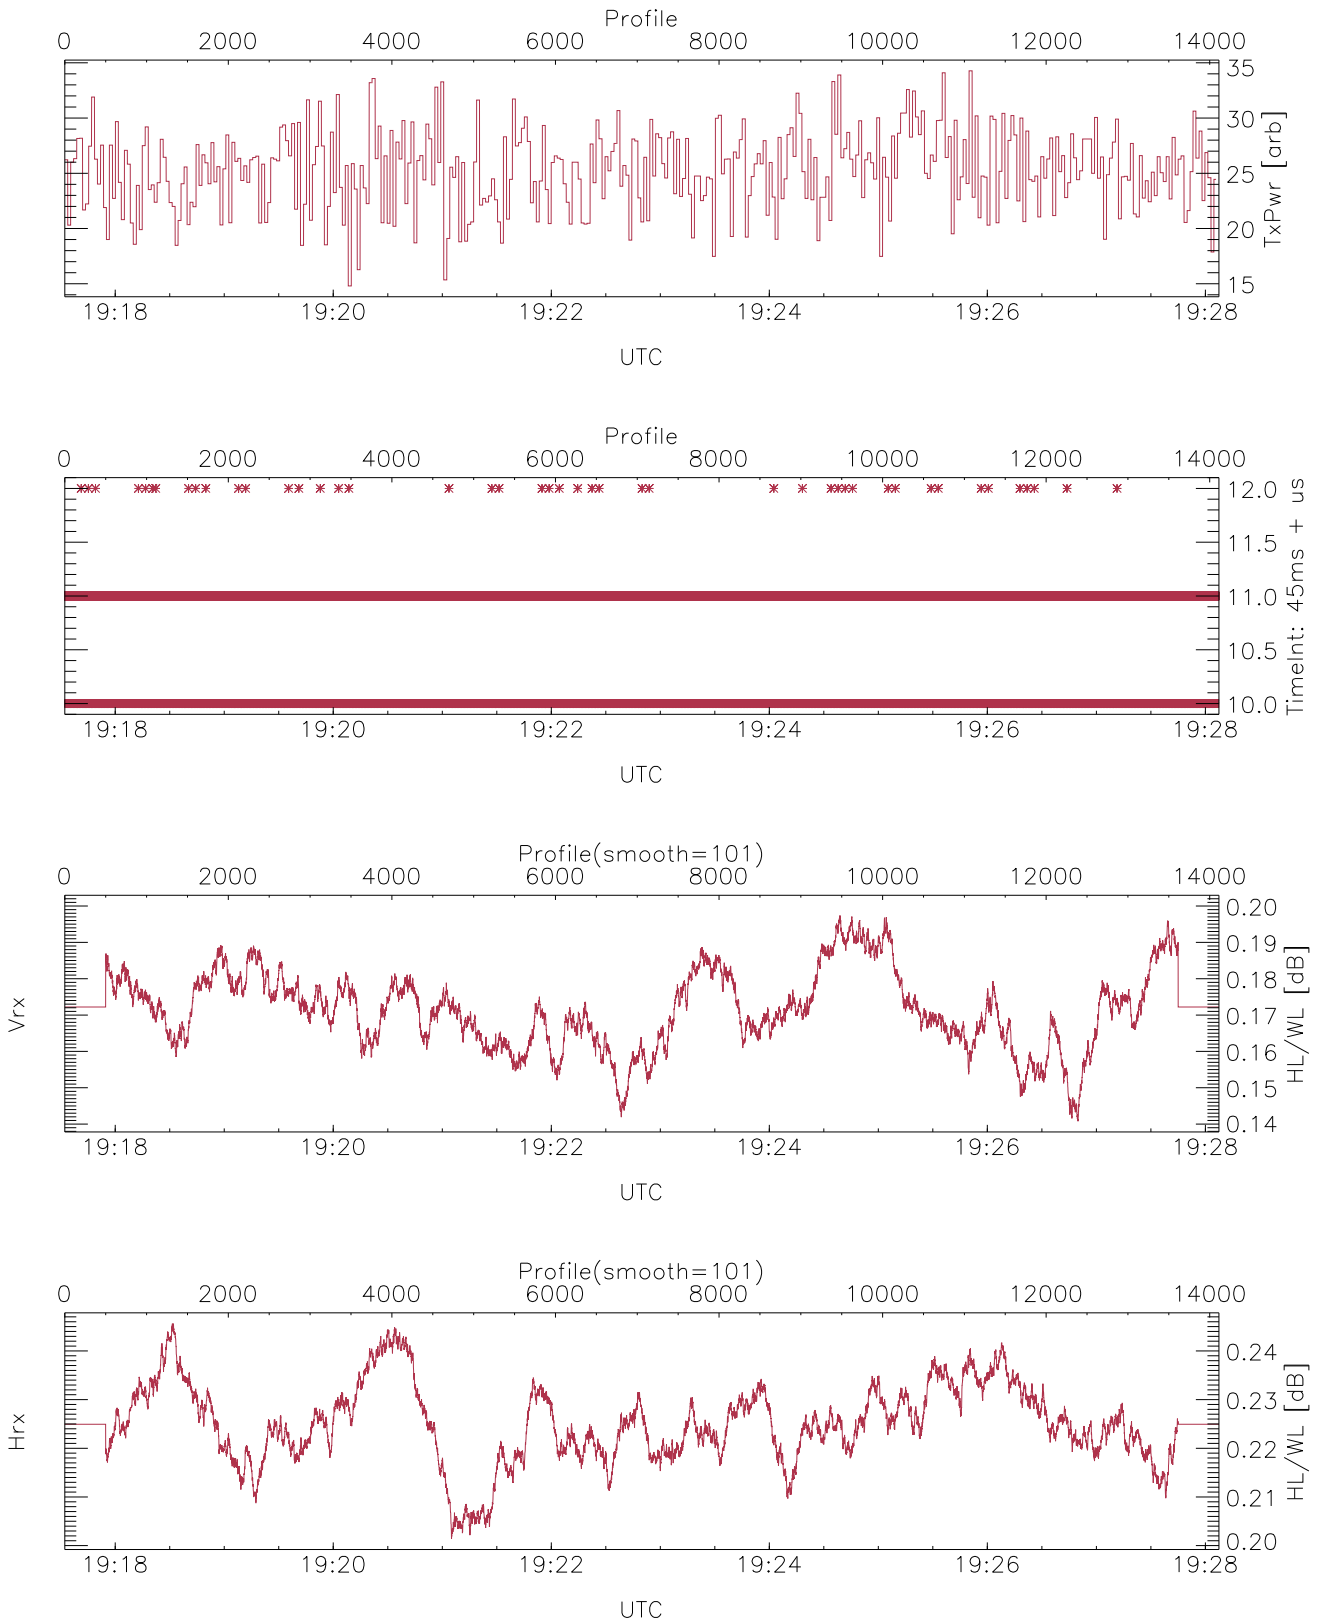 Profile
0 2000 4000 6000 8000 10000 12000 14000
35
30
25
20
15
TxPwr [arb]
19:18 19:20 19:22 19:24 19:26 19:28
UTC
Profile
0 2000 4000 6000 8000 10000 12000 14000
12.0
11.5
11.0
10.5
10.0
TimeInt: 45ms + us
19:18 19:20 19:22 19:24 19:26 19:28
UTC
Profile(smooth=101)
0 2000 4000 6000 8000 10000 12000 14000
Vrx
0.20
0.19
0.18
0.17
0.16
0.15
0.14
HL/WL [dB]
19:18 19:20 19:22 19:24 19:26 19:28
UTC
Profile(smooth=101)
0 2000 4000 6000 8000 10000 12000 14000
Hrx
0.24
0.23
0.22
0.21
0.20
HL/WL [dB]
19:18 19:20 19:22 19:24 19:26 19:28
UTC